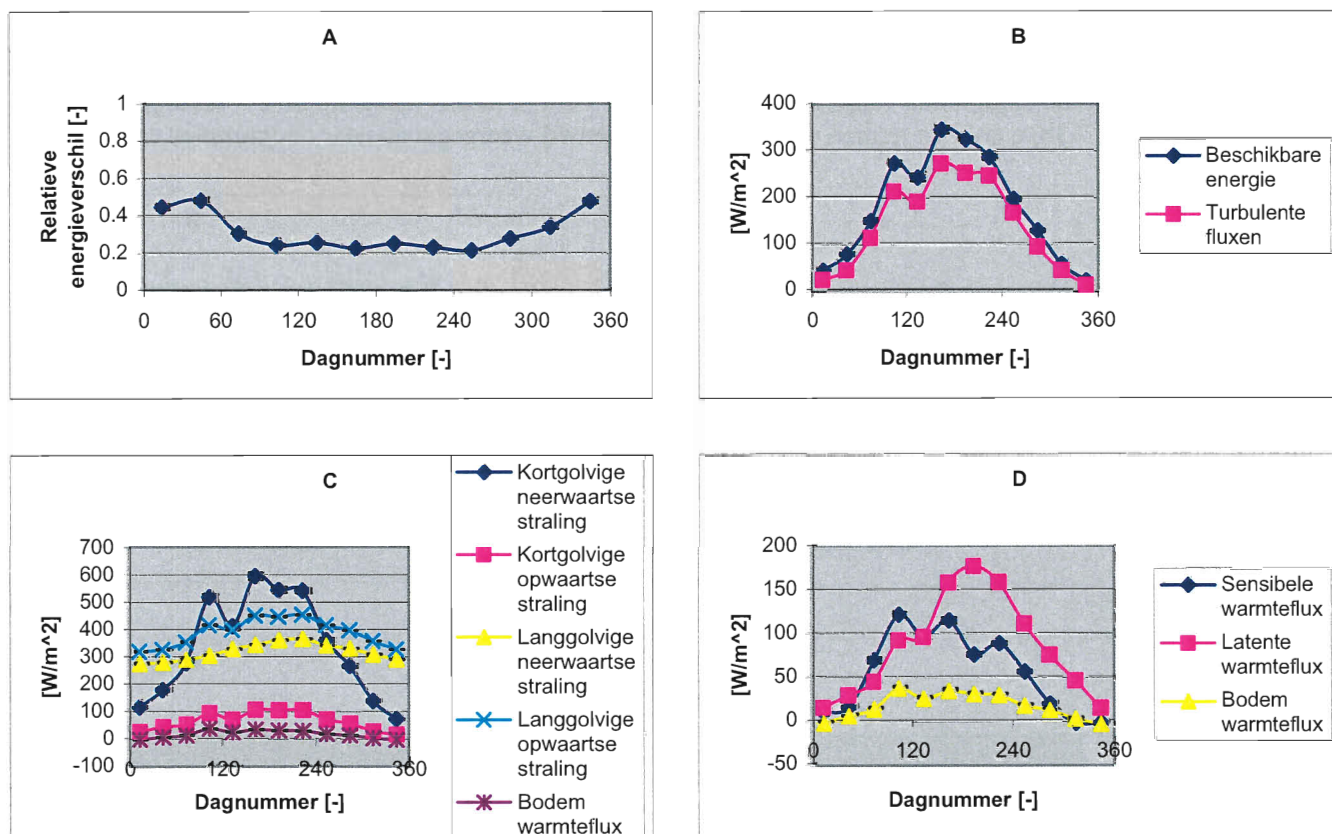 A
Relatieve
energieverschil [-]
1
0.8
0.6
0.4
0.2
0
0 60 120 180 240 300 360
Dagnummer [-]
B
[W/m^2]
400
300
200
100
0
0 120 240 360
Dagnummer [-]
Beschikbare
energie
Turbulente
fluxen
C
[W/m^2]
700
600
500
400
300
200
100
0
-100
0 120 240 360
Dagnummer [-]
Kortgolvige
neerwaartse
straling
Kortgolvige
opwaartse
straling
Langgolvige
neerwaartse
straling
Langgolvige
opwaartse
straling
Bodem
warmteflux
D
[W/m^2]
200
150
100
50
0
-50
0 120 240 360
Dagnummer [-]
Sensibele
warmteflux
Latente
warmteflux
Bodem
warmteflux